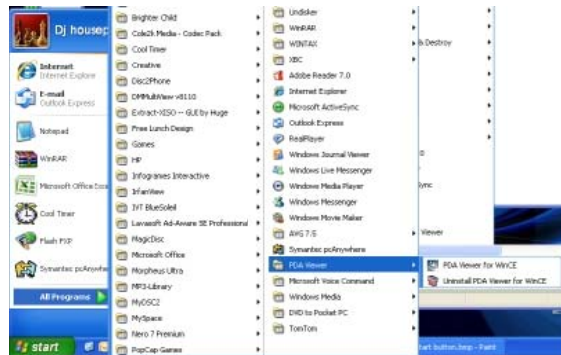 Dj housep
Internet
Internet Explore
E-mail
Outlook Express
Notepad
WinRAR
Microsoft Office Exce
Cool Timer
Flash FXP
Symantec pcAnywhe
All Programs
start
Brighter Child
Cole2k Media - Codec Pack
Cool Timer
Creative
Disc2Phone
DMMultiView v8110
Extract-XISO -- GUI by Huge
Free Lunch Design
Games
HP
Infogrames Interactive
IrfanView
IVT BlueSoleil
Lavasoft Ad-Aware SE Professional
MagicDisc
Microsoft Office
Morpheus Ultra
MP3-Library
MyDSC2
MySpace
Nero 7 Premium
PopCap Games
Undisker
WinRAR
WINTAX
XBC
Adobe Reader 7.0
Internet Explorer
Microsoft ActiveSync
Outlook Express
RealPlayer
Windows Journal Viewer
Windows Live Messenger
Windows Media Player
Windows Messenger
Windows Movie Maker
AVG 7.5
Symantec pcAnywhere
PDA Viewer
Microsoft Voice Command
Windows Media
DVD to Pocket PC
TomTom
& Destroy
Sync
Viewer
PDA Viewer for WinCE
Uninstall PDA Viewer for WinCE
tart button.bmp - Paint